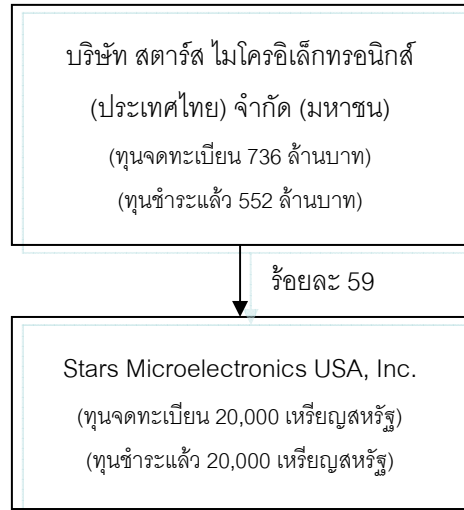 บริษัท สตาร์ส ไมโครอิเล็กทรอนิกส์
(ประเทศไทย) จำกัด (มหาชน)
(ทุนจดทะเบียน 736 ล้านบาท)
(ทุนชำระแล้ว 552 ล้านบาท)
ร้อยละ 59
Stars Microelectronics USA, Inc.
(ทุนจดทะเบียน 20,000 เหรียญสหรัฐ)
(ทุนชำระแล้ว 20,000 เหรียญสหรัฐ)